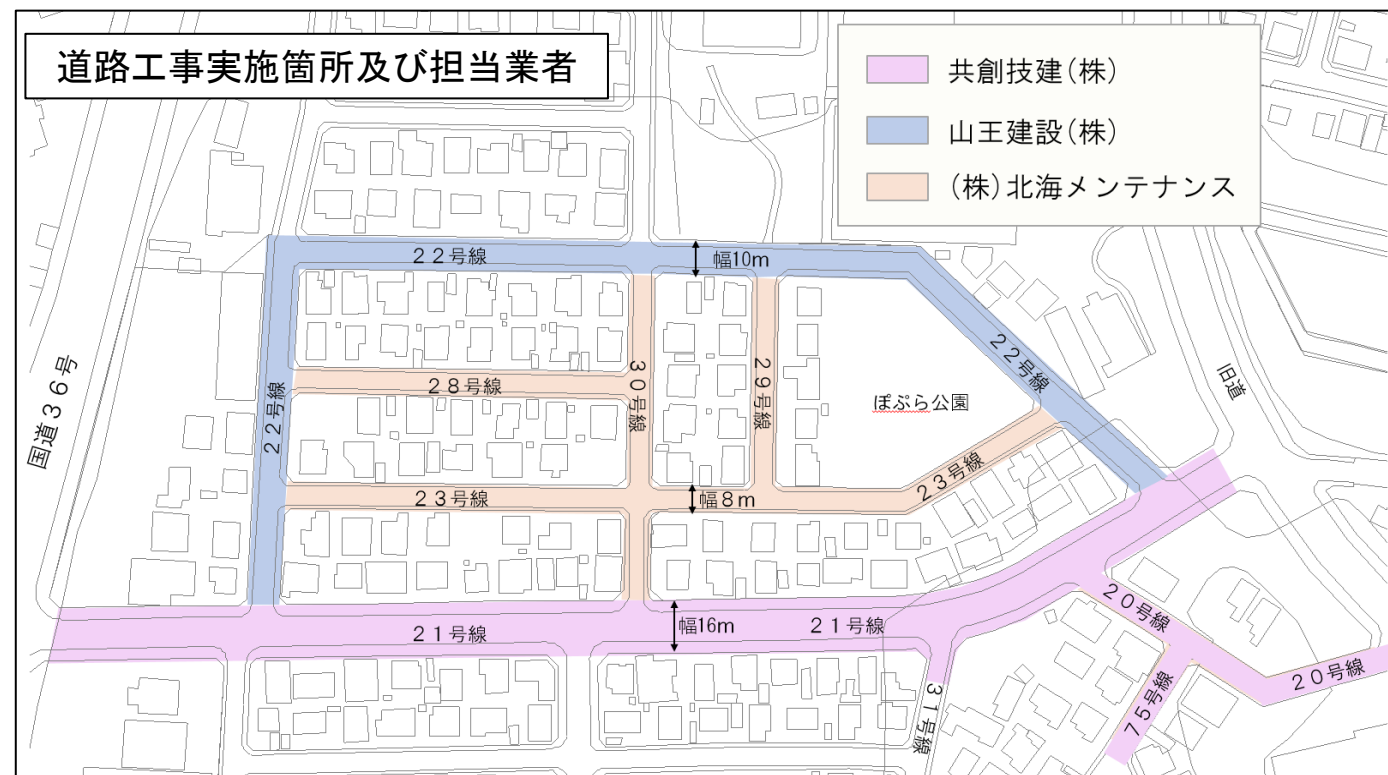 道路工事実施箇所及び担当業者
共創技建(株)
山王建設(株)
(株)北海メンテナンス
22号線
幅10m
国道36号
22号線
28号線
30号線
29号線
22号線
旧道
ぽぷら公園
23号線
幅8m
23号線
21号線
幅16m
21号線
20号線
20号線
31号線
75号線